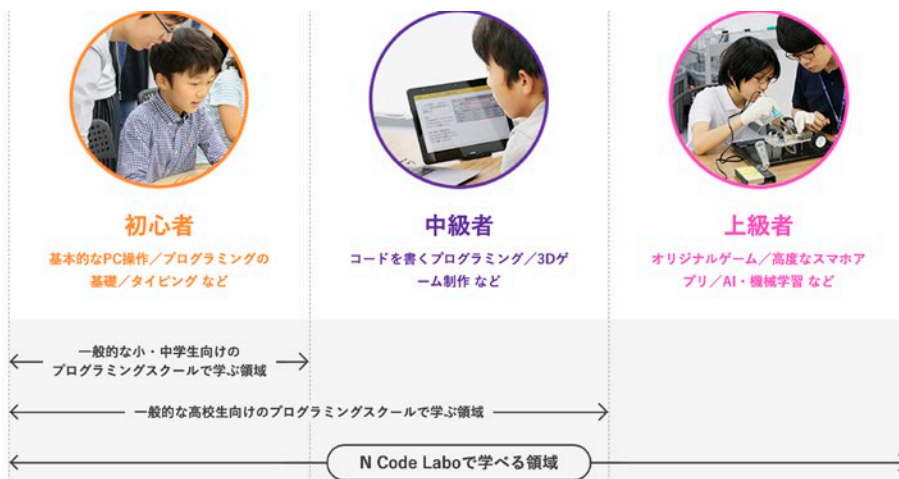 初心者
基本的なPC操作／プログラミングの
基礎／タイピング など
中級者
コードを書くプログラミング／3Dゲ
ーム制作 など
上級者
オリジナルゲーム／高度なスマホア
プリ／AI・機械学習 など
一般的な小・中学生向けの
プログラミングスクールで学ぶ領域
一般的な高校生向けのプログラミングスクールで学ぶ領域
N Code Laboで学べる領域